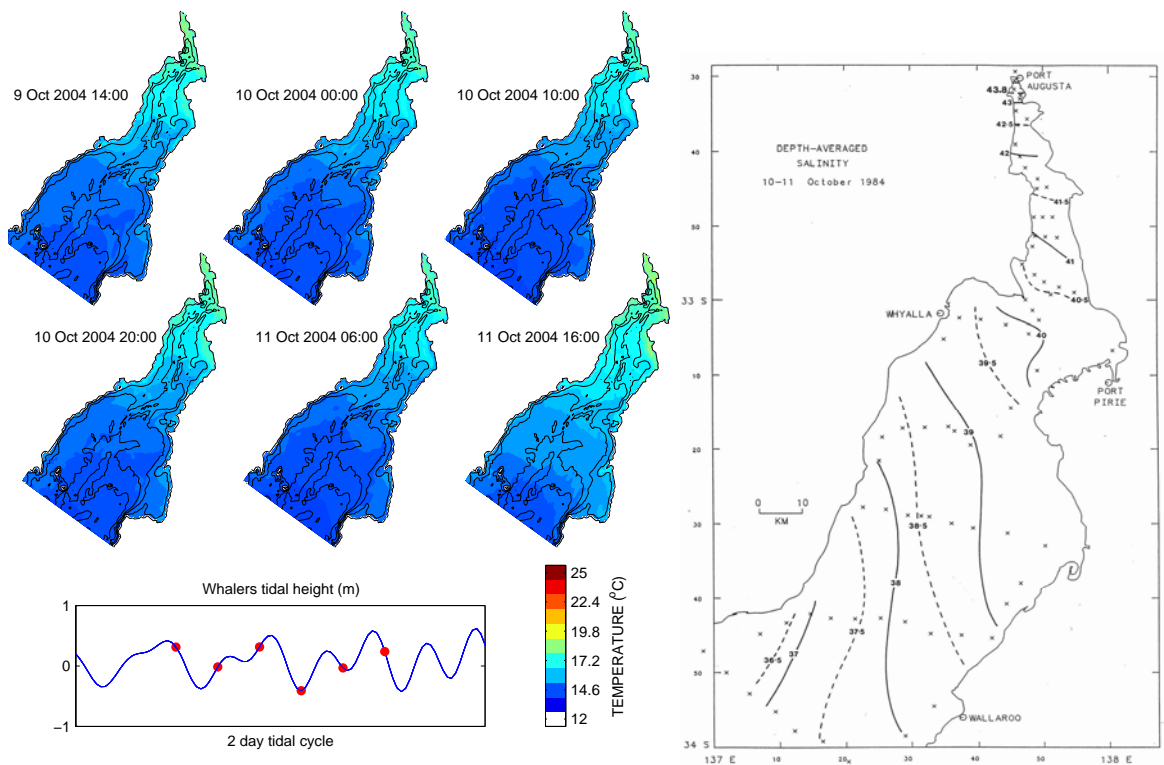 9 Oct 2004 14:00
10 Oct 2004 00:00
10 Oct 2004 10:00
10 Oct 2004 20:00
11 Oct 2004 06:00
11 Oct 2004 16:00
Whalers tidal height (m)
1
0
−1
2 day tidal cycle
25
22.4
19.8
17.2
14.6
12
TEMPERATURE (°C)
DEPTH-AVERAGED
SALINITY
10-11 October 1984
PORT
AUGUSTA
43.8
43
42·5
42
41·5
41
40·5
WHYALLA
40
39·5
PORT
PIRIE
39
0 10
KM
38·5
38
37·5
37
36·5
WALLAROO
30
40
50
33 S
10
20
30
40
50
34 S
137 E
20
30
40
50
138 E